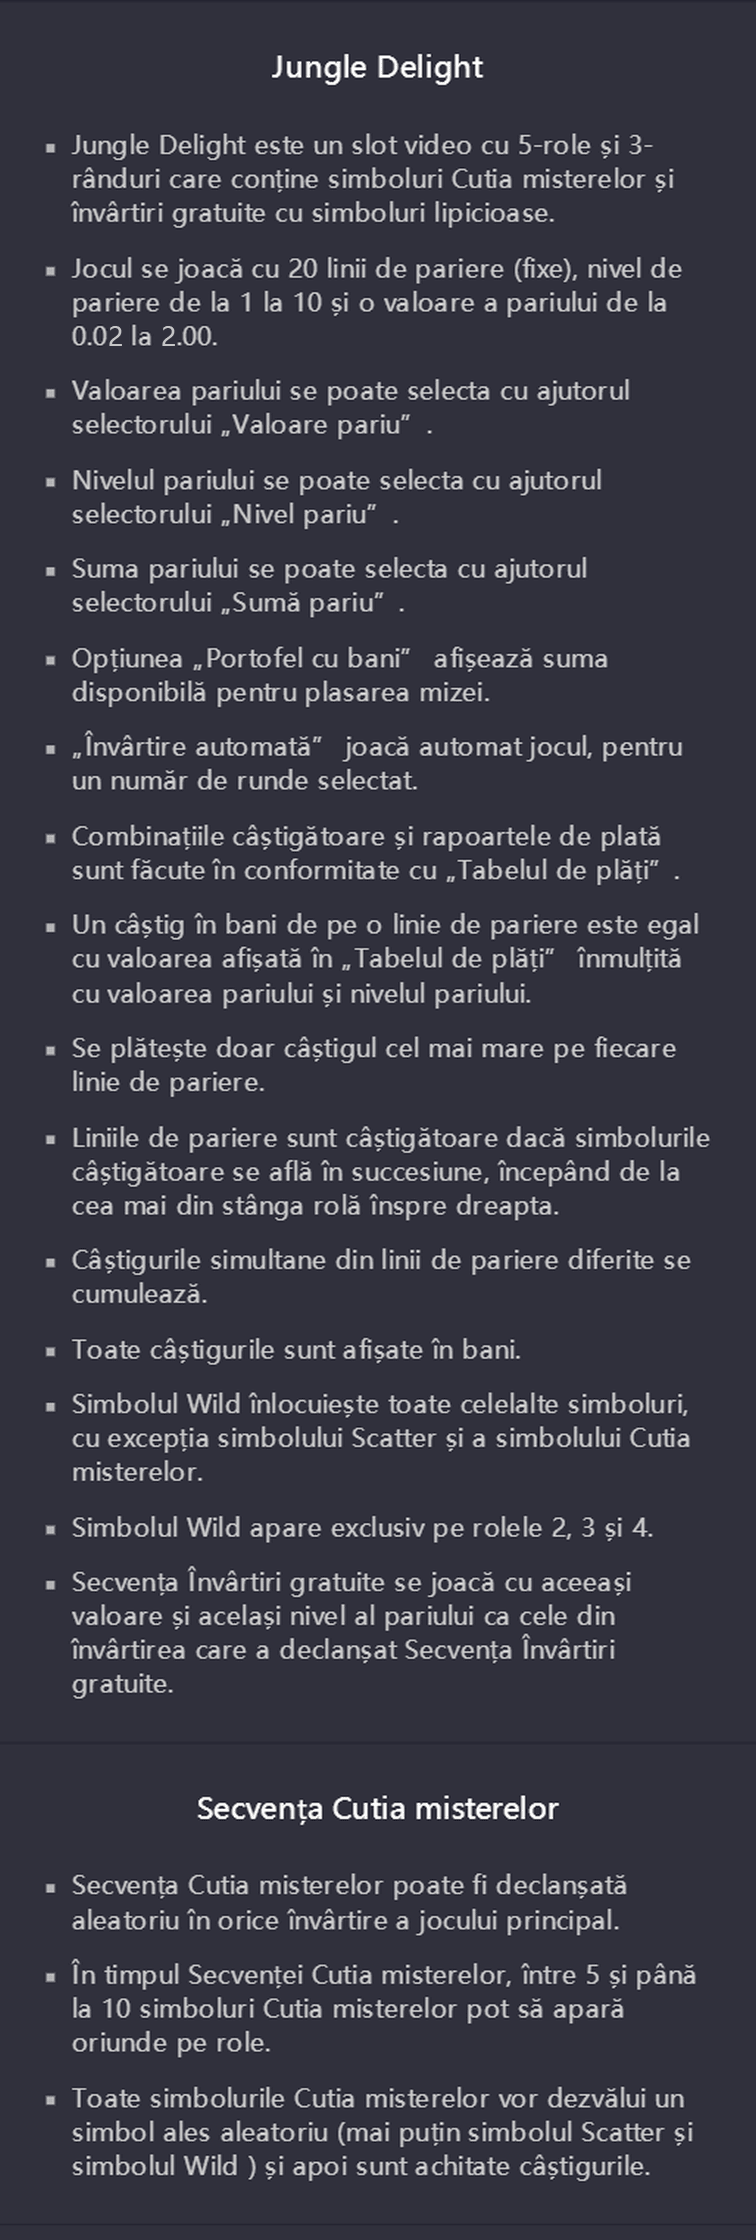 Jungle Delight
▪ Jungle Delight este un slot video cu 5-role și 3-
rânduri care conține simboluri Cutia misterelor și
învârtiri gratuite cu simboluri lipicioase.
▪ Jocul se joacă cu 20 linii de pariere (fixe), nivel de
pariere de la 1 la 10 și o valoare a pariului de la
0.02 la 2.00.
▪ Valoarea pariului se poate selecta cu ajutorul
selectorului „Valoare pariu” .
▪ Nivelul pariului se poate selecta cu ajutorul
selectorului „Nivel pariu” .
▪ Suma pariului se poate selecta cu ajutorul
selectorului „Sumă pariu” .
▪ Opțiunea „Portofel cu bani” afișează suma
disponibilă pentru plasarea mizei.
▪ „Învârtire automată” joacă automat jocul, pentru
un număr de runde selectat.
▪ Combinațiile câștigătoare și rapoartele de plată
sunt făcute în conformitate cu „Tabelul de plăți” .
▪ Un câștig în bani de pe o linie de pariere este egal
cu valoarea afișată în „Tabelul de plăți” înmulțită
cu valoarea pariului și nivelul pariului.
▪ Se plătește doar câștigul cel mai mare pe fiecare
linie de pariere.
▪ Liniile de pariere sunt câștigătoare dacă simbolurile
câștigătoare se află în succesiune, începând de la
cea mai din stânga rolă înspre dreapta.
▪ Câștigurile simultane din linii de pariere diferite se
cumulează.
▪ Toate câștigurile sunt afișate în bani.
▪ Simbolul Wild înlocuiește toate celelalte simboluri,
cu excepția simbolului Scatter și a simbolului Cutia
misterelor.
▪ Simbolul Wild apare exclusiv pe rolele 2, 3 și 4.
▪ Secvența Învârtiri gratuite se joacă cu aceeași
valoare și același nivel al pariului ca cele din
învârtirea care a declanșat Secvența Învârtiri
gratuite.
Secvența Cutia misterelor
▪ Secvența Cutia misterelor poate fi declanșată
aleatoriu în orice învârtire a jocului principal.
▪ În timpul Secvenței Cutia misterelor, între 5 și până
la 10 simboluri Cutia misterelor pot să apară
oriunde pe role.
▪ Toate simbolurile Cutia misterelor vor dezvălui un
simbol ales aleatoriu (mai puțin simbolul Scatter și
simbolul Wild ) și apoi sunt achitate câștigurile.